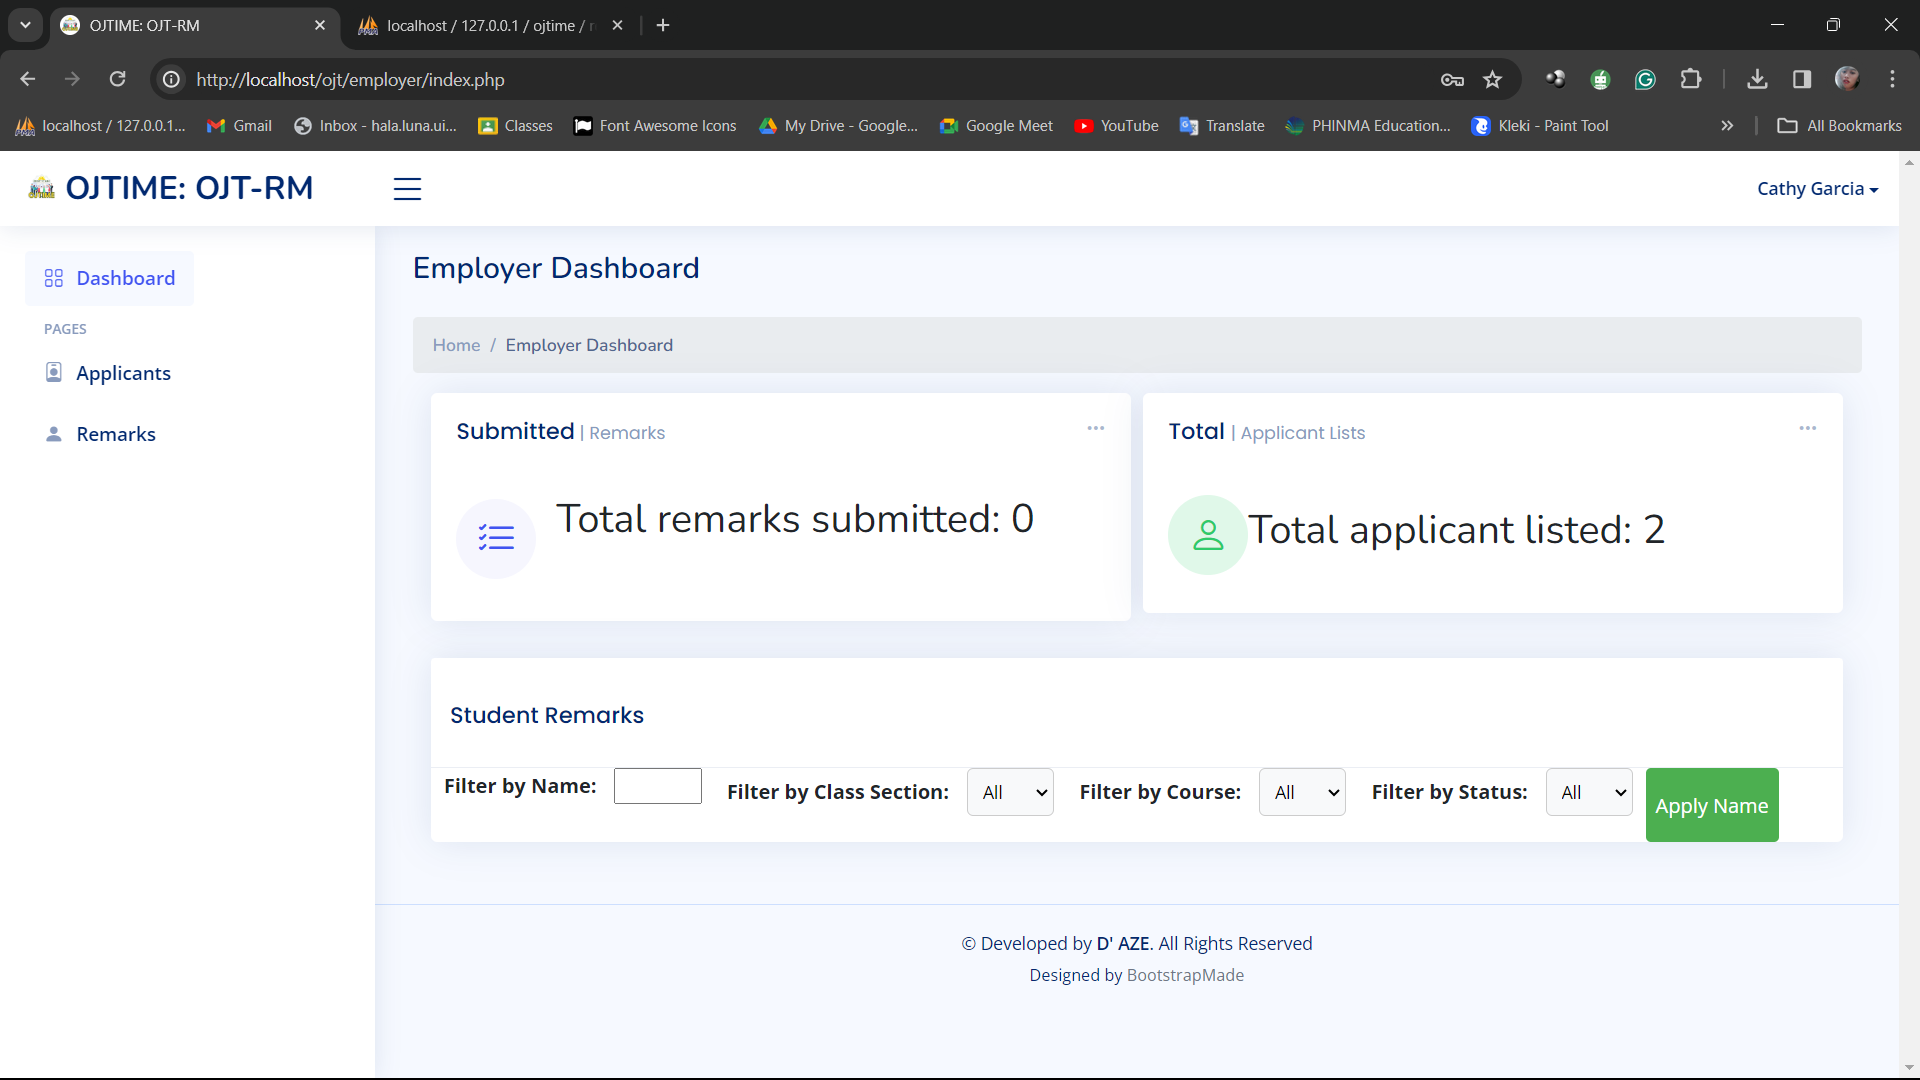 OJTIME: OJT-RM
localhost / 127.0.0.1 / ojtime /
http://localhost/ojt/employer/index.php
localhost / 127.0.0.1...
Gmail
Inbox - hala.luna.ui...
Classes
Font Awesome Icons
My Drive - Google...
Google Meet
YouTube
Translate
PHINMA Education...
Kleki - Paint Tool
All Bookmarks
OJTIME: OJT-RM
Cathy Garcia
Dashboard
PAGES
Applicants
Remarks
Employer Dashboard
Home / Employer Dashboard
Submitted | Remarks
Total remarks submitted: 0
Total | Applicant Lists
Total applicant listed: 2
Student Remarks
Filter by Name: Filter by Class Section: All Filter by Course: All Filter by Status: All Apply Name
© Developed by D' AZE. All Rights Reserved
Designed by BootstrapMade